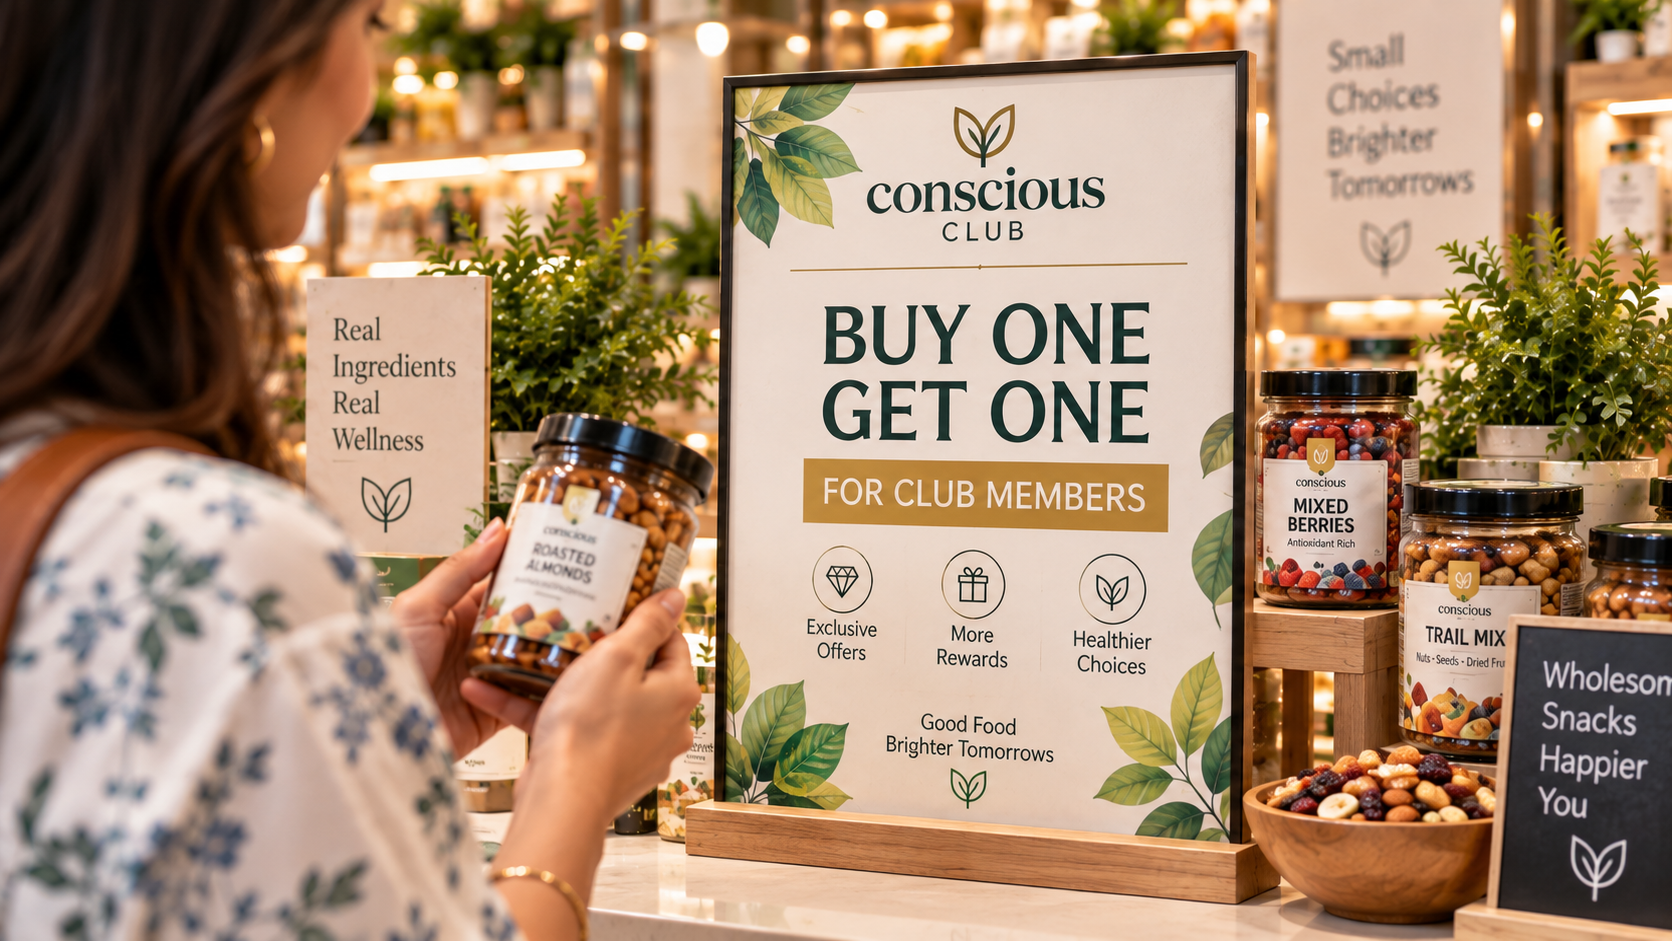 Real
Ingredients
Real
Wellness
conscious
ROASTED
ALMONDS
conscious
CLUB
BUY ONE
GET ONE
FOR CLUB MEMBERS
Exclusive
Offers
More
Rewards
Healthier
Choices
Good Food
Brighter Tomorrows
Small
Choices
Brighter
Tomorrows
conscious
MIXED
BERRIES
Antioxidant Rich
conscious
TRAIL MIX
Nuts - Seeds - Dried Fru
Wholesom
Snacks
Happier
You